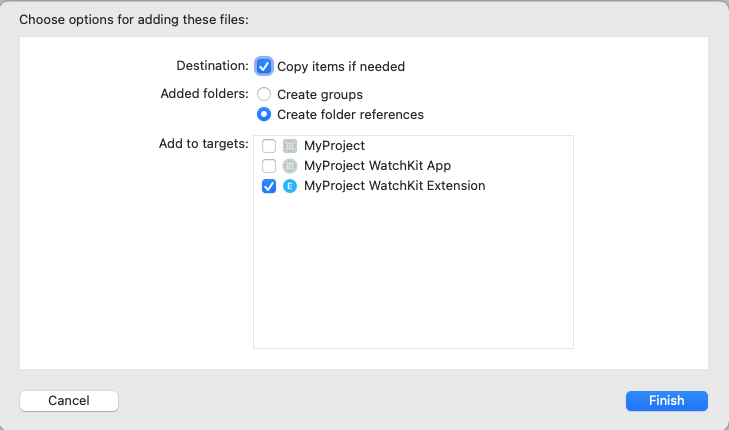 Choose options for adding these files:
Destination: Copy items if needed
Added folders: Create groups
Create folder references
Add to targets: MyProject
MyProject WatchKit App
E MyProject WatchKit Extension
Cancel Finish